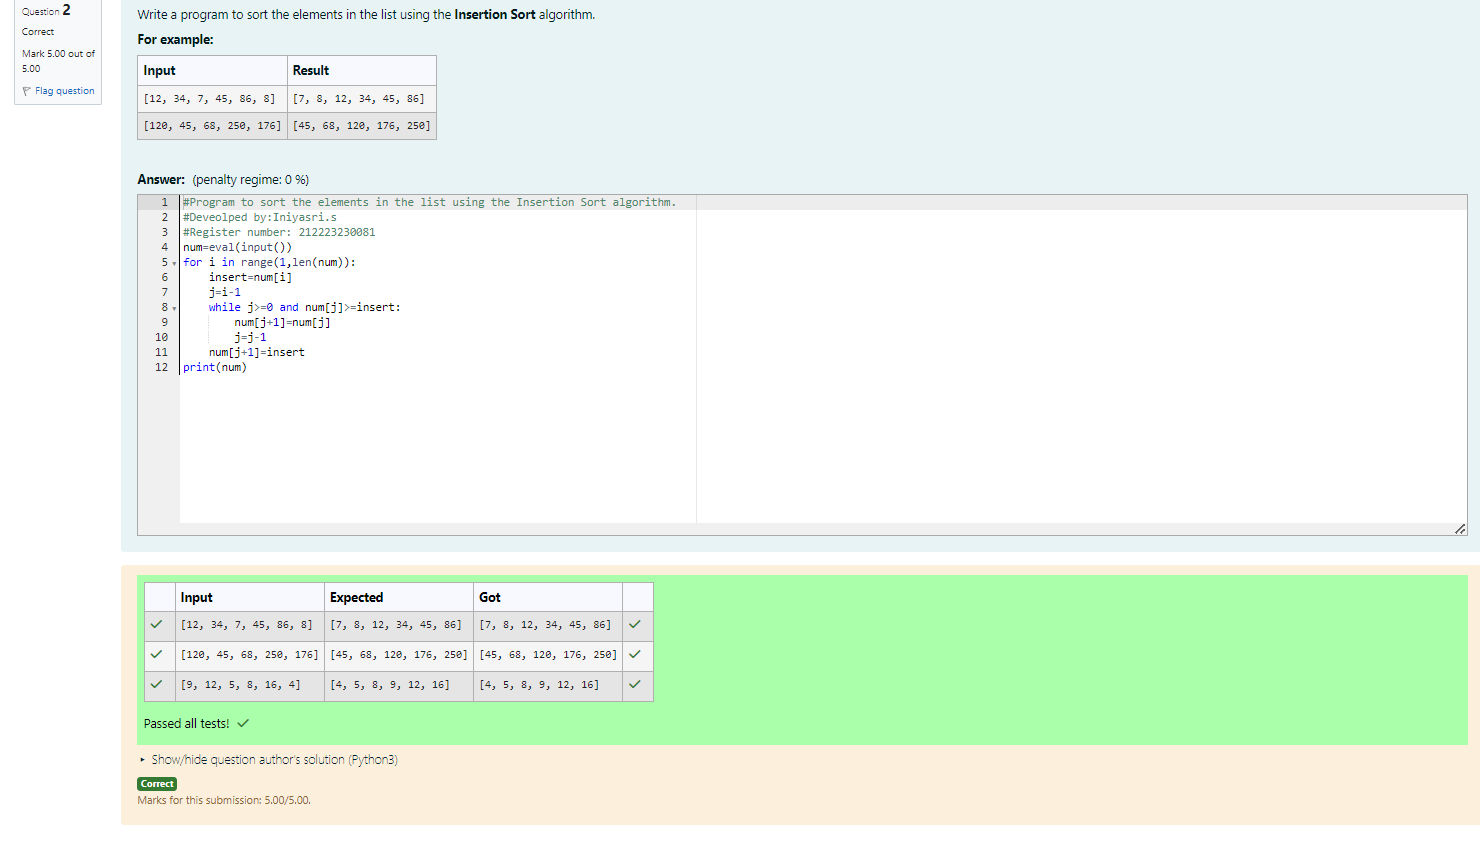 Question 2
Correct
Mark 5.00 out of
5.00
Flag question
Write a program to sort the elements in the list using the Insertion Sort algorithm.
For example:
Input Result
[12, 34, 7, 45, 86, 8] [7, 8, 12, 34, 45, 86]
[120, 45, 68, 250, 176] [45, 68, 120, 176, 250]
Answer: (penalty regime: 0 %)
1 #Program to sort the elements in the list using the Insertion Sort algorithm.
2 #Deveolped by:Iniyasri.s
3 #Register number: 212223230081
4 num=eval(input())
5 for i in range(1,len(num)):
6 insert=num[i]
7 j=i-1
8 while j>=0 and num[j]>=insert:
9 num[j+1]=num[j]
10 j=j-1
11 num[j+1]=insert
12 print(num)
Input Expected Got
[12, 34, 7, 45, 86, 8] [7, 8, 12, 34, 45, 86] [7, 8, 12, 34, 45, 86]
[120, 45, 68, 250, 176] [45, 68, 120, 176, 250] [45, 68, 120, 176, 250]
[9, 12, 5, 8, 16, 4] [4, 5, 8, 9, 12, 16] [4, 5, 8, 9, 12, 16]
Passed all tests!
Show/hide question author's solution (Python3)
Correct
Marks for this submission: 5.00/5.00.